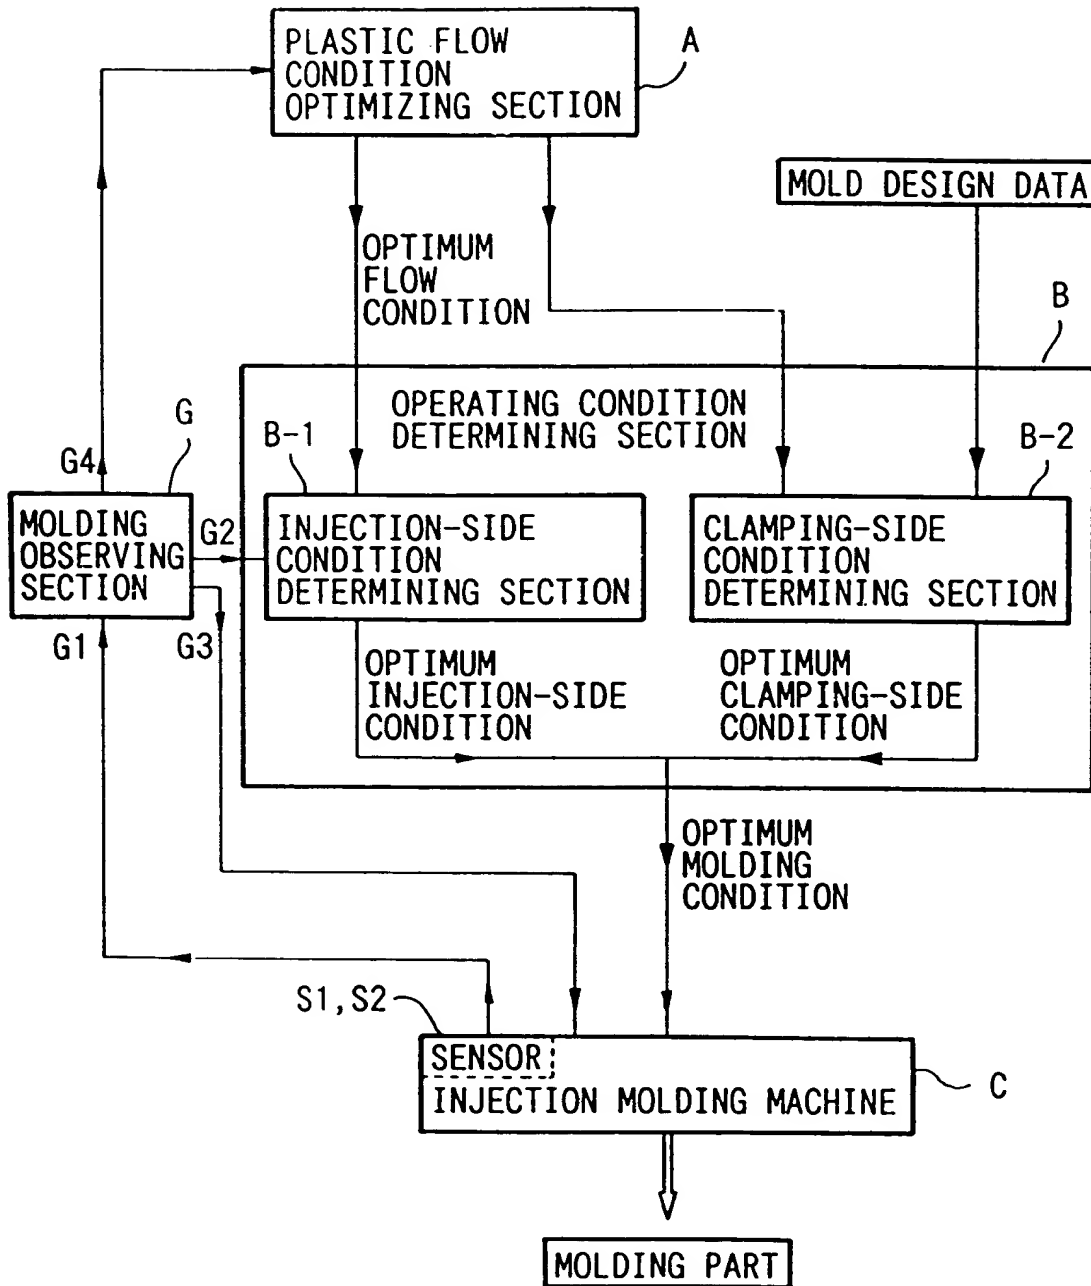 PLASTIC FLOW
CONDITION
OPTIMIZING SECTION
A
MOLD DESIGN DATA
OPTIMUM
FLOW
CONDITION
B
OPERATING CONDITION
DETERMINING SECTION
G
B-1
B-2
G4
MOLDING
OBSERVING
SECTION
G2
INJECTION-SIDE
CONDITION
DETERMINING SECTION
CLAMPING-SIDE
CONDITION
DETERMINING SECTION
G1
G3
OPTIMUM
INJECTION-SIDE
CONDITION
OPTIMUM
CLAMPING-SIDE
CONDITION
OPTIMUM
MOLDING
CONDITION
S1,S2
SENSOR
INJECTION MOLDING MACHINE
C
MOLDING PART